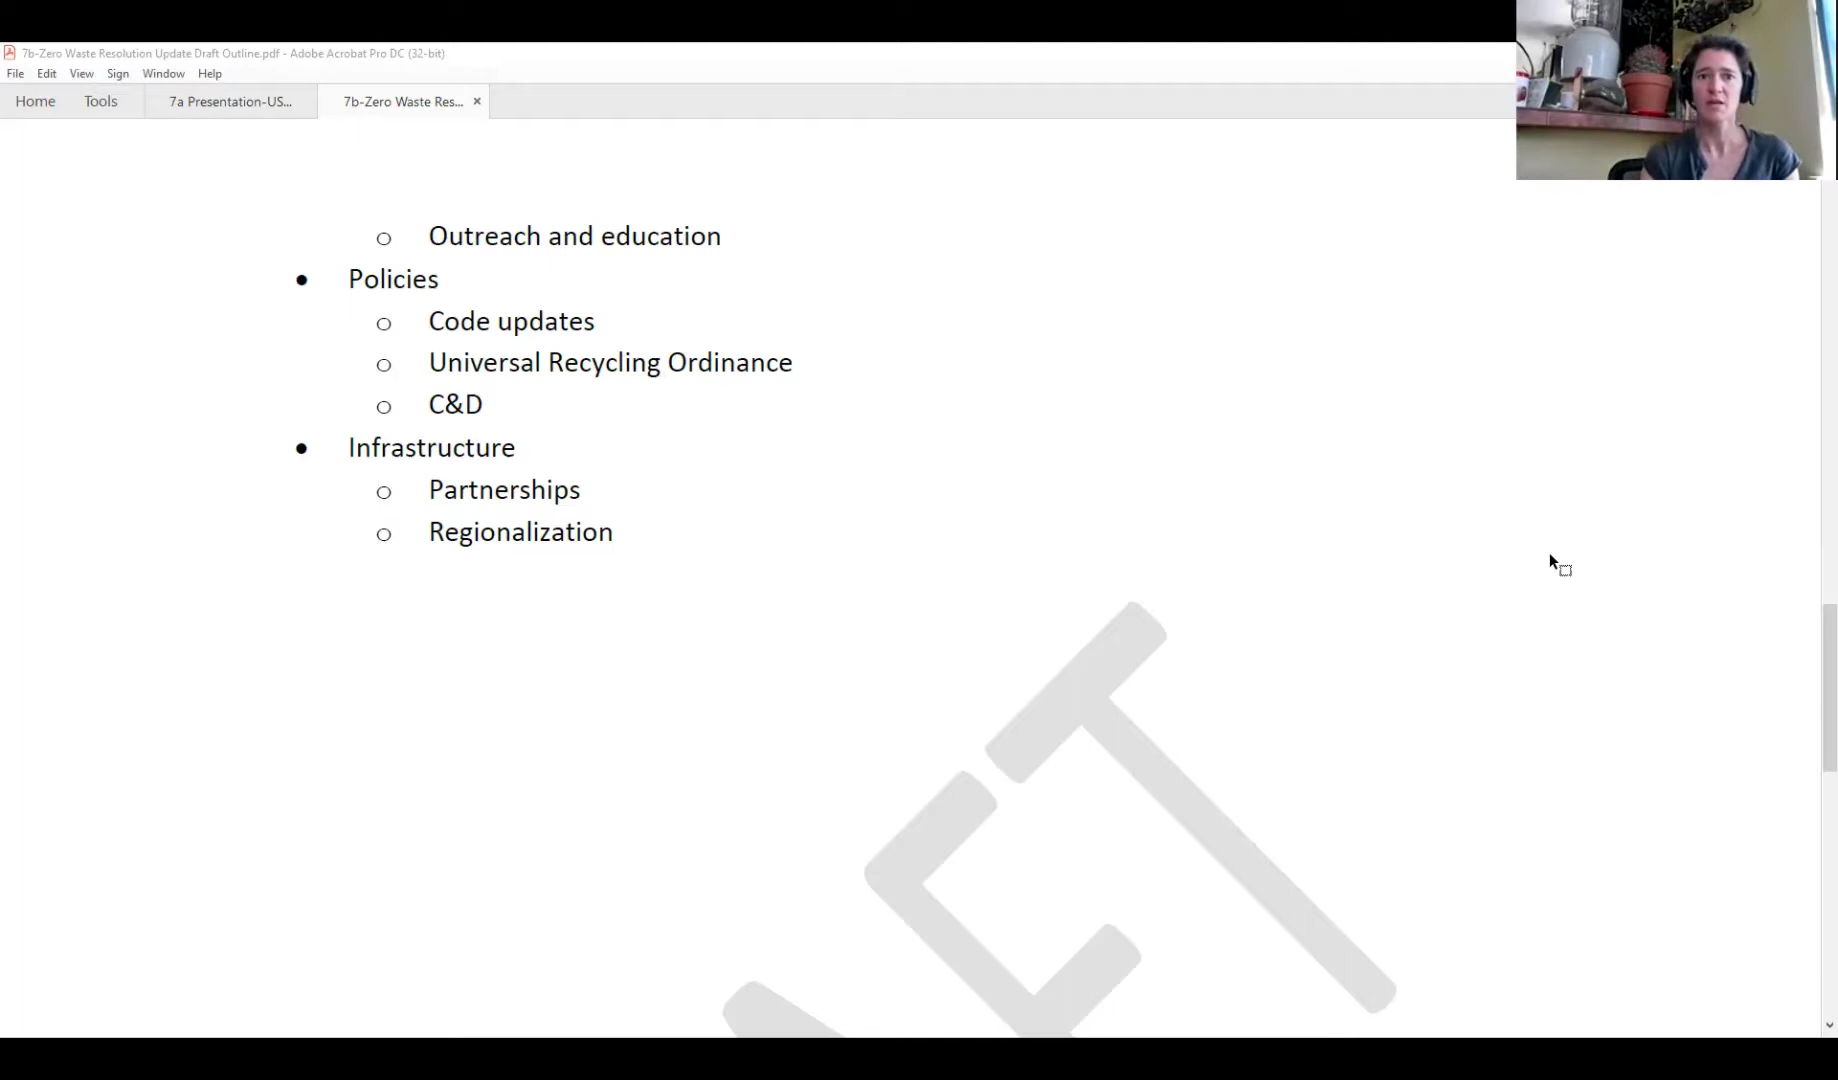 7b-Zero Waste Resolution Update Draft Outline.pdf - Adobe Acrobat Pro DC (32-bit)
File Edit View Sign Window Help
Home Tools 7a Presentation-US... 7b-Zero Waste Res... ×
o Outreach and education
• Policies
o Code updates
o Universal Recycling Ordinance
o C&D
• Infrastructure
o Partnerships
o Regionalization
FT